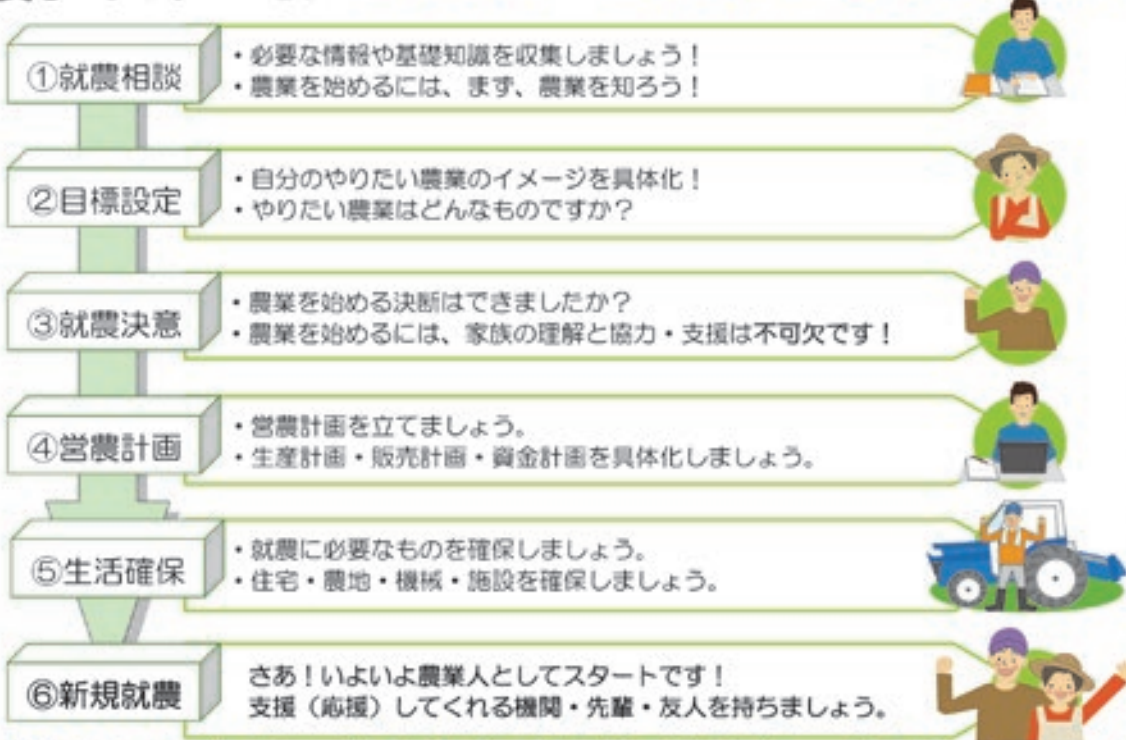 ①就農相談
・必要な情報や基礎知識を収集しましょう！
・農業を始めるには、まず、農業を知ろう！
②目標設定
・自分のやりたい農業のイメージを具体化！
・やりたい農業はどんなものですか？
③就農決意
・農業を始める決断はできましたか？
・農業を始めるには、家族の理解と協力・支援は不可欠です！
④営農計画
・営農計画を立てましょう。
・生産計画・販売計画・資金計画を具体化しましょう。
⑤生活確保
・就農に必要なものを確保しましょう。
・住宅・農地・機械・施設を確保しましょう。
⑥新規就農
さあ！いよいよ農業人としてスタートです！
支援（応援）してくれる機関・先輩・友人を持ちましょう。